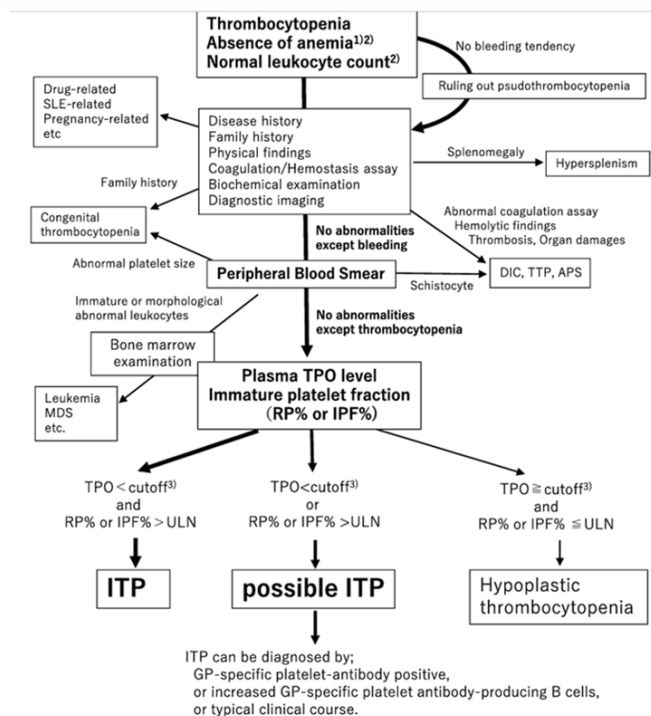 Thrombocytopenia
Absence of anemia1)2)
Normal leukocyte count2)
No bleeding tendency
Ruling out psudothrombocytopenia
Drug-related
SLE-related
Pregnancy-related
etc
Disease history
Family history
Physical findings
Coagulation/Hemostasis assay
Biochemical examination
Diagnostic imaging
Splenomegaly
Hypersplenism
Family history
Congenital
thrombocytopenia
No abnormalities
except bleeding
Abnormal coagulation assay
Hemolytic findings
Thrombosis, Organ damages
Abnormal platelet size
Peripheral Blood Smear
Schistocyte
DIC, TTP, APS
Immature or morphological
abnormal leukocytes
No abnormalities
except thrombocytopenia
Bone marrow
examination
Leukemia
MDS
etc.
Plasma TPO level
Immature platelet fraction
(RP% or IPF%)
TPO<cutoff3)
and
RP% or IPF%>ULN
TPO<cutoff3)
or
RP% or IPF% >ULN
TPO≧cutoff3)
and
RP% or IPF% ≦ULN
ITP
possible ITP
Hypoplastic
thrombocytopenia
ITP can be diagnosed by;
GP-specific platelet-antibody positive,
or increased GP-specific platelet antibody-producing B cells,
or typical clinical course.